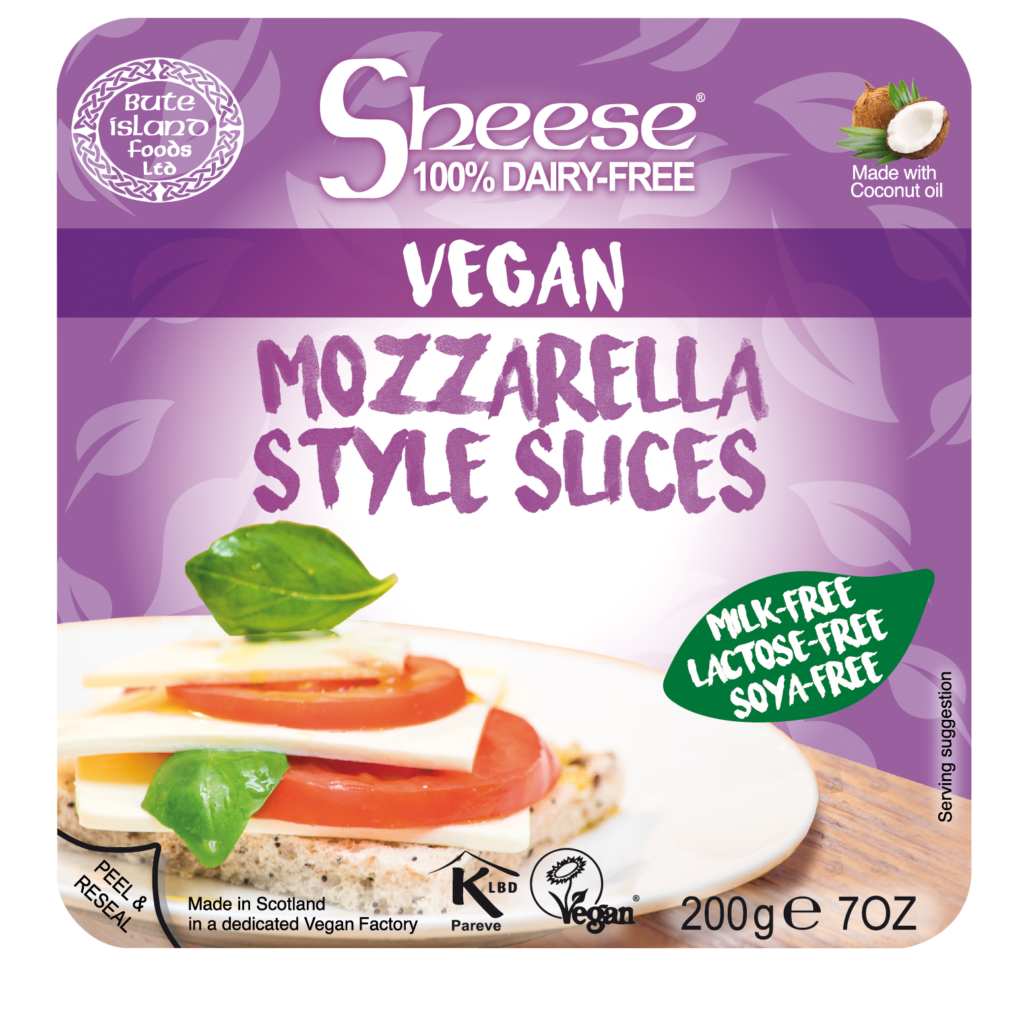 Bute
Island
Foods
Ltd
Sheese®
100% DAIRY-FREE
Made with
Coconut oil
VEGAN
MOZZARELLA
STYLE SLICES
MILK-FREE
LACTOSE-FREE
SOYA-FREE
Serving suggestion
PEEL &
RESEAL
Made in Scotland
in a dedicated Vegan Factory
K LBD
Pareve
Vegan®
200g e 7OZ